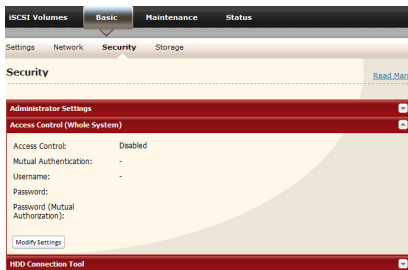 iSCSI Volumes Basic Maintenance Status
Settings Network Security Storage
Security
Read Man
Administrator Settings
Access Control (Whole System)
Access Control: Disabled
Mutual Authentication: -
Username: -
Password:
Password (Mutual
Authorization):
Modify Settings
HDD Connection Tool